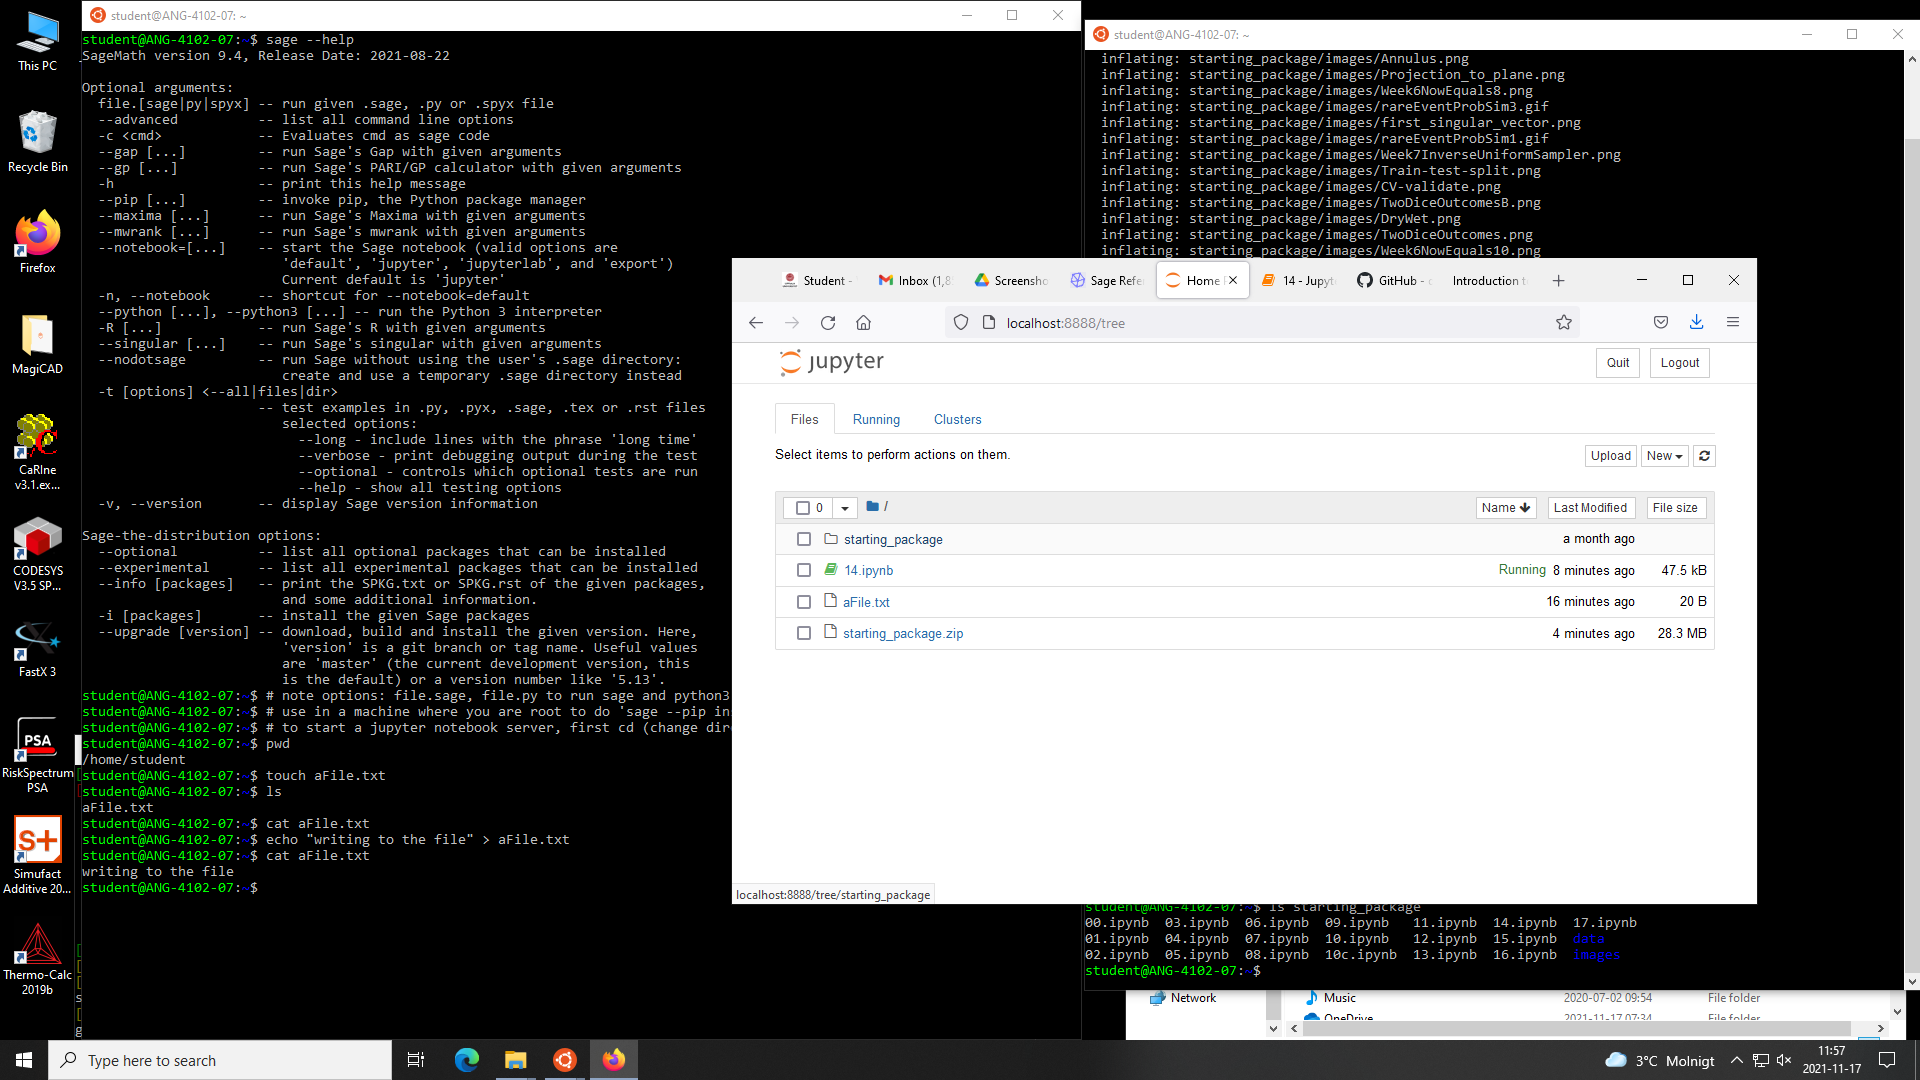 This PC
Recycle Bin
Firefox
MagiCAD
CaRIne
v3.1.ex...
CODESYS
V3.5 SP...
FastX 3
RiskSpectrum
PSA
Simufact
Additive 20...
Thermo-Calc
2019b
student@ANG-4102-07: ~
student@ANG-4102-07:~$ sage --help
SageMath version 9.4, Release Date: 2021-08-22
Optional arguments:
file.[sage|py|spyx] -- run given .sage, .py or .spyx file
--advanced -- list all command line options
-c <cmd> -- Evaluates cmd as sage code
--gap [...] -- run Sage's Gap with given arguments
--gp [...] -- run Sage's PARI/GP calculator with given arguments
-h -- print this help message
--pip [...] -- invoke pip, the Python package manager
--maxima [...] -- run Sage's Maxima with given arguments
--mwrank [...] -- run Sage's mwrank with given arguments
--notebook=[...] -- start the Sage notebook (valid options are
'default', 'jupyter', 'jupyterlab', and 'export')
Current default is 'jupyter'
-n, --notebook -- shortcut for --notebook=default
--python [...], --python3 [...] -- run the Python 3 interpreter
-R [...] -- run Sage's R with given arguments
--singular [...] -- run Sage's singular with given arguments
--nodotsage -- run Sage without using the user's .sage directory:
create and use a temporary .sage directory instead
-t [options] <--all|files|dir>
-- test examples in .py, .pyx, .sage, .tex or .rst files
selected options:
--long - include lines with the phrase 'long time'
--verbose - print debugging output during the test
--optional - controls which optional tests are run
--help - show all testing options
-v, --version -- display Sage version information
Sage-the-distribution options:
--optional -- list all optional packages that can be installed
--experimental -- list all experimental packages that can be installed
--info [packages] -- print the SPKG.txt or SPKG.rst of the given packages,
and some additional information.
-i [packages] -- install the given Sage packages
--upgrade [version] -- download, build and install the given version. Here,
'version' is a git branch or tag name. Useful values
are 'master' (the current development version, this
is the default) or a version number like '5.13'.
student@ANG-4102-07:~$ # note options: file.sage, file.py to run sage and python3
student@ANG-4102-07:~$ # use in a machine where you are root to do 'sage --pip in
student@ANG-4102-07:~$ # to start a jupyter notebook server, first cd (change dir
student@ANG-4102-07:~$ pwd
/home/student
student@ANG-4102-07:~$ touch aFile.txt
student@ANG-4102-07:~$ ls
aFile.txt
student@ANG-4102-07:~$ cat aFile.txt
student@ANG-4102-07:~$ echo "writing to the file" > aFile.txt
student@ANG-4102-07:~$ cat aFile.txt
writing to the file
student@ANG-4102-07:~$
student@ANG-4102-07: ~
inflating: starting_package/images/Annulus.png
inflating: starting_package/images/Projection_to_plane.png
inflating: starting_package/images/Week6NowEquals8.png
inflating: starting_package/images/rareEventProbSim3.gif
inflating: starting_package/images/first_singular_vector.png
inflating: starting_package/images/rareEventProbSim1.gif
inflating: starting_package/images/Week7InverseUniformSampler.png
inflating: starting_package/images/Train-test-split.png
inflating: starting_package/images/CV-validate.png
inflating: starting_package/images/TwoDiceOutcomesB.png
inflating: starting_package/images/DryWet.png
inflating: starting_package/images/TwoDiceOutcomes.png
inflating: starting_package/images/Week6NowEquals10.png
Student - Inbox (1,8 Screensho Sage Refe Home P 14 - Jupyt GitHub - Introduction t
localhost:8888/tree
jupyter
Quit Logout
Files Running Clusters
Select items to perform actions on them.
Upload New
0 / Name Last Modified File size
starting_package a month ago
14.ipynb Running 8 minutes ago 47.5 kB
aFile.txt 16 minutes ago 20 B
starting_package.zip 4 minutes ago 28.3 MB
localhost:8888/tree/starting_package
student@ANG-4102-07:~$ ls starting_package
00.ipynb 03.ipynb 06.ipynb 09.ipynb 11.ipynb 14.ipynb 17.ipynb
01.ipynb 04.ipynb 07.ipynb 10.ipynb 12.ipynb 15.ipynb data
02.ipynb 05.ipynb 08.ipynb 10c.ipynb 13.ipynb 16.ipynb images
student@ANG-4102-07:~$
Network Music 2020-07-02 09:54 File folder
OneDrive 2021-11-17 07:34 File folder
Type here to search
3°C Molnigt
11:57
2021-11-17